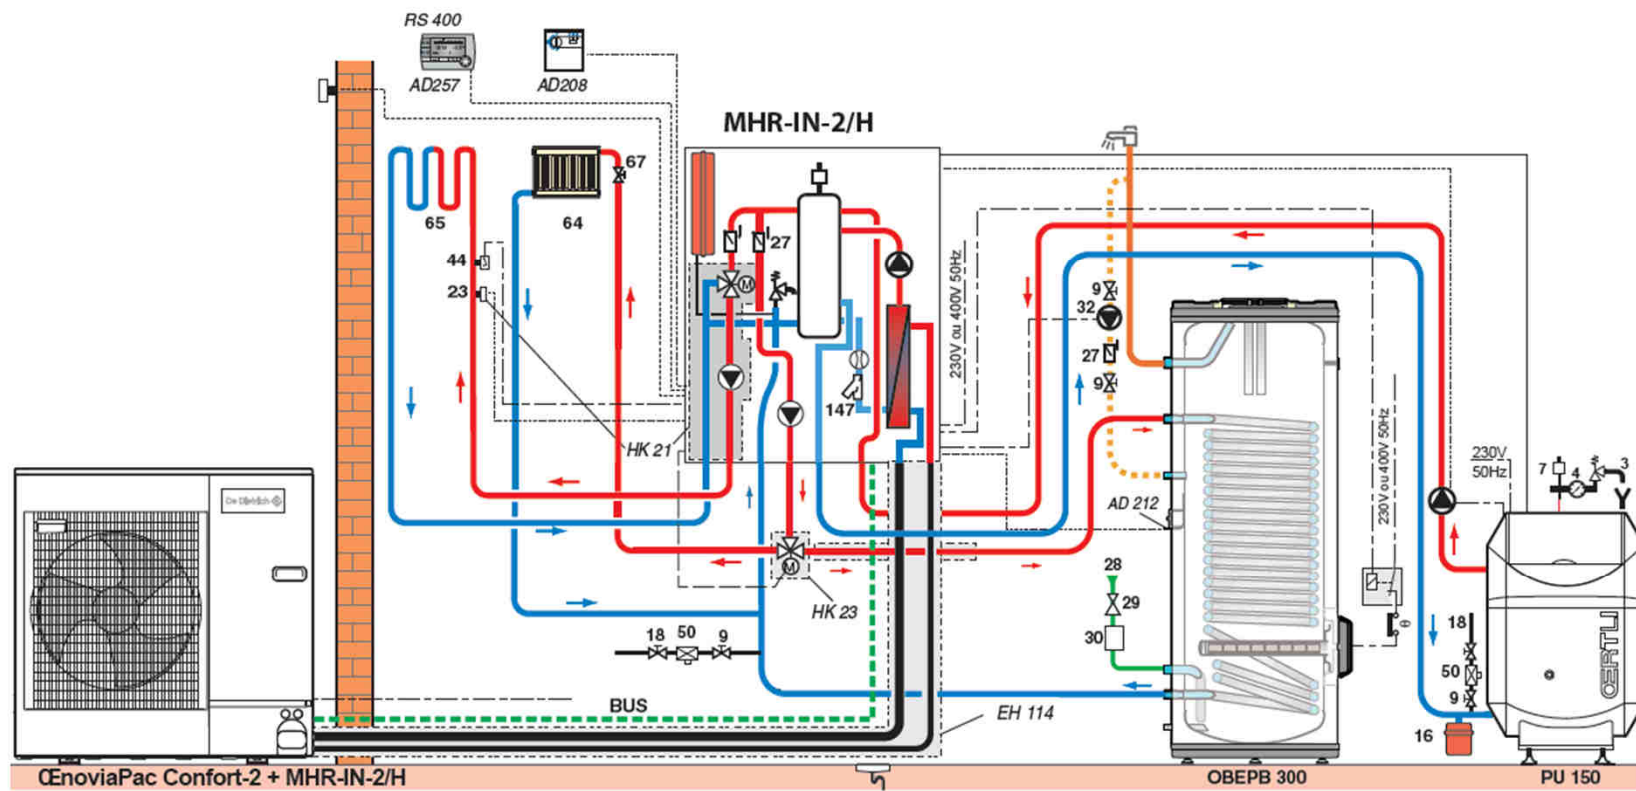 RS 400
AD257
AD208
MHR-IN-2/H
67
65
64
27
44
23
9
32
27
9
147
230V ou 400V 50Hz
HK 21
230V ou 400V 50Hz
230V
50Hz
7
4
3
De Dietrich
AD 212
M
M
HK 23
28
29
30
18
50
9
θ
18
50
9
16
ŒRTLI
BUS
EH 114
ŒnoviaPac Confort-2 + MHR-IN-2/H
OBEPB 300
PU 150